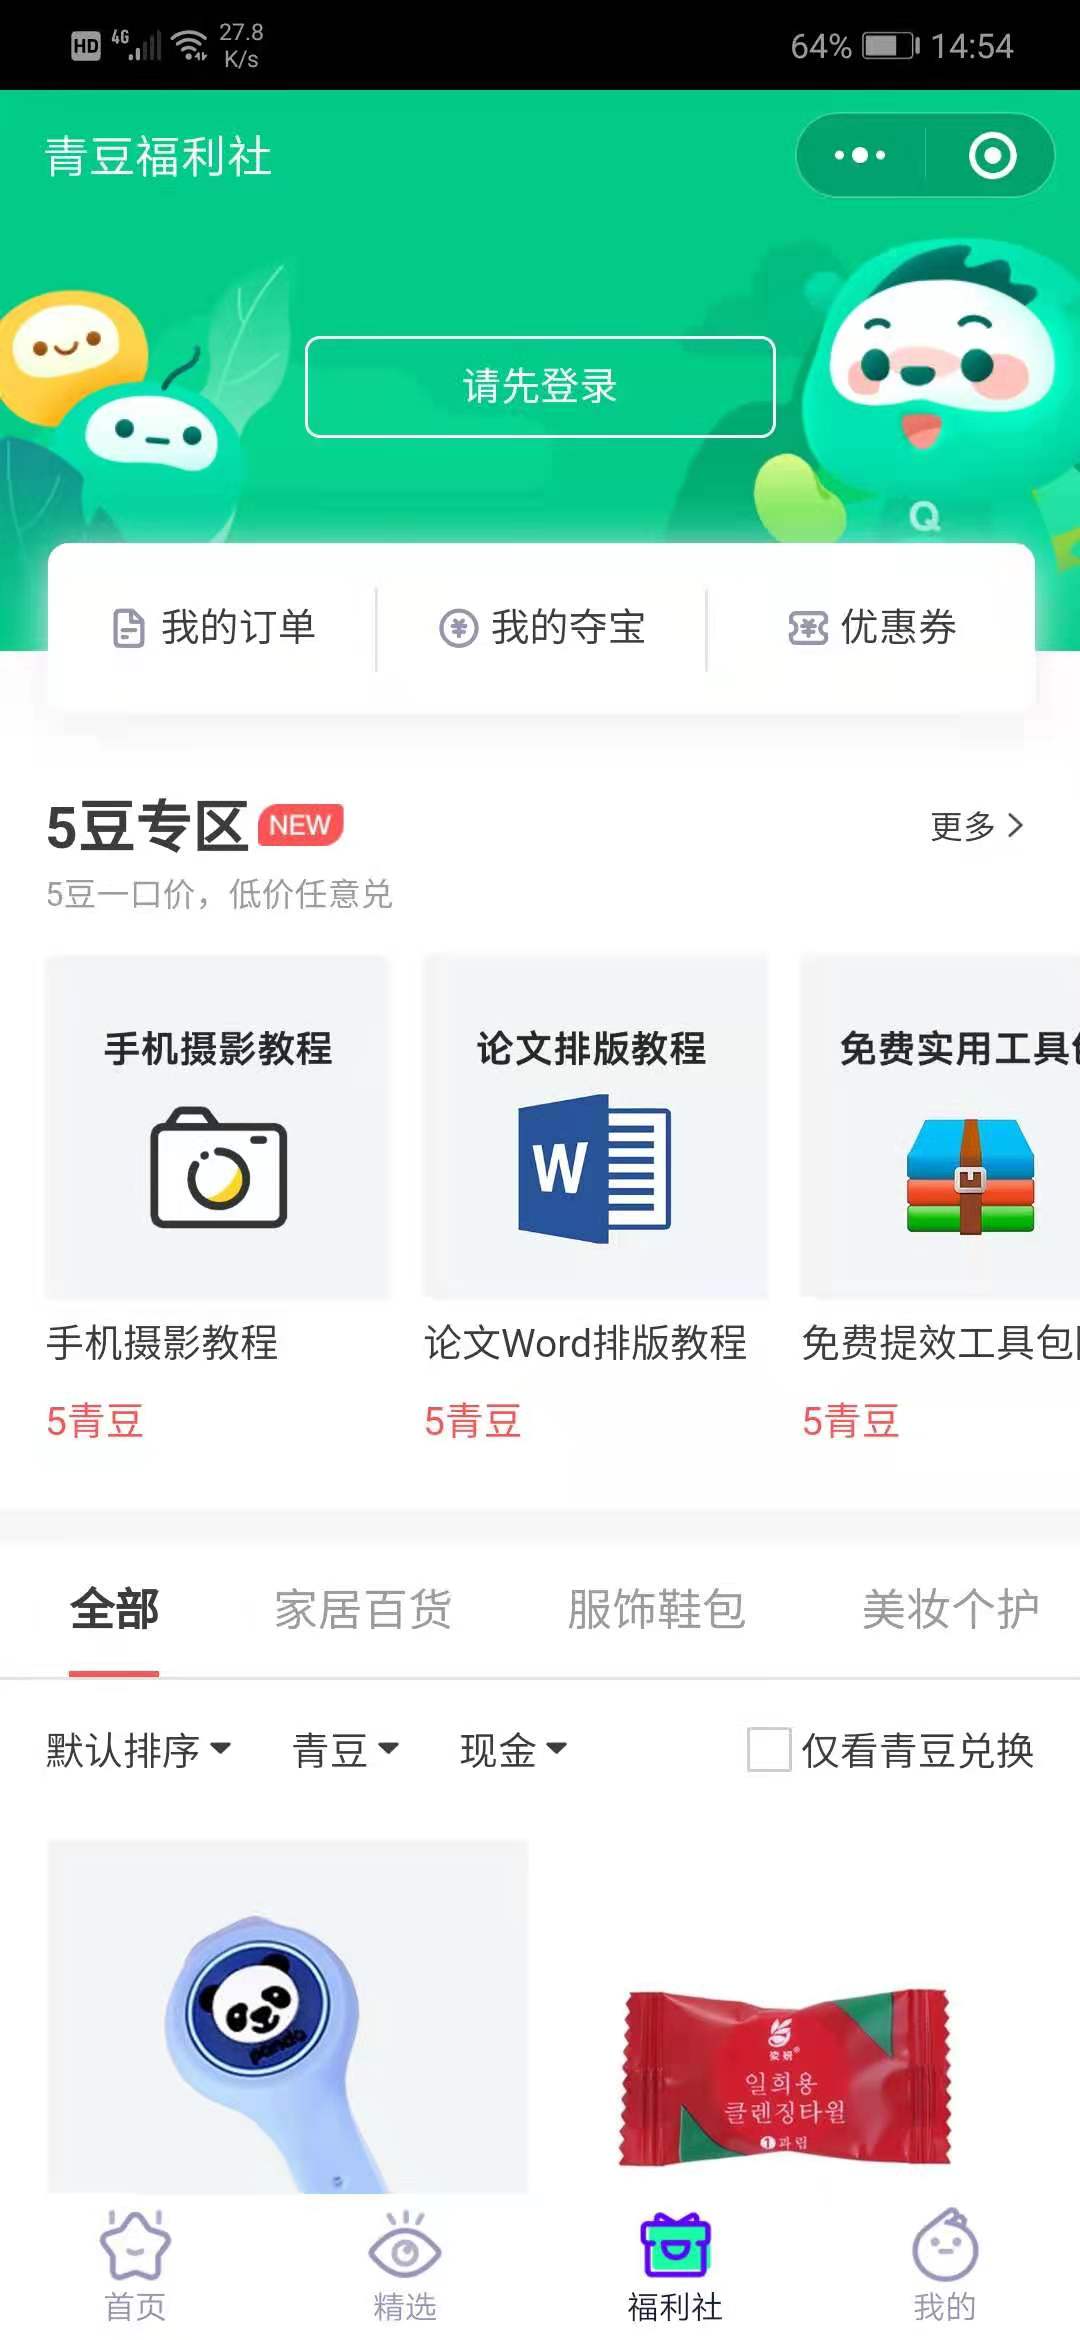 HD 4G 27.8 K/s 64% 14:54
青豆福利社
请先登录
Q
我的订单 我的夺宝 优惠券
5豆专区 NEW 更多
5豆一口价，低价任意兑
手机摄影教程 论文排版教程 免费实用工具
W
手机摄影教程 论文Word排版教程 免费提效工具包
5青豆 5青豆 5青豆
全部 家居百货 服饰鞋包 美妆个护
默认排序 青豆 现金 仅看青豆兑换
panda
일회용
클렌징타월
1과립
首页 精选 福利社 我的